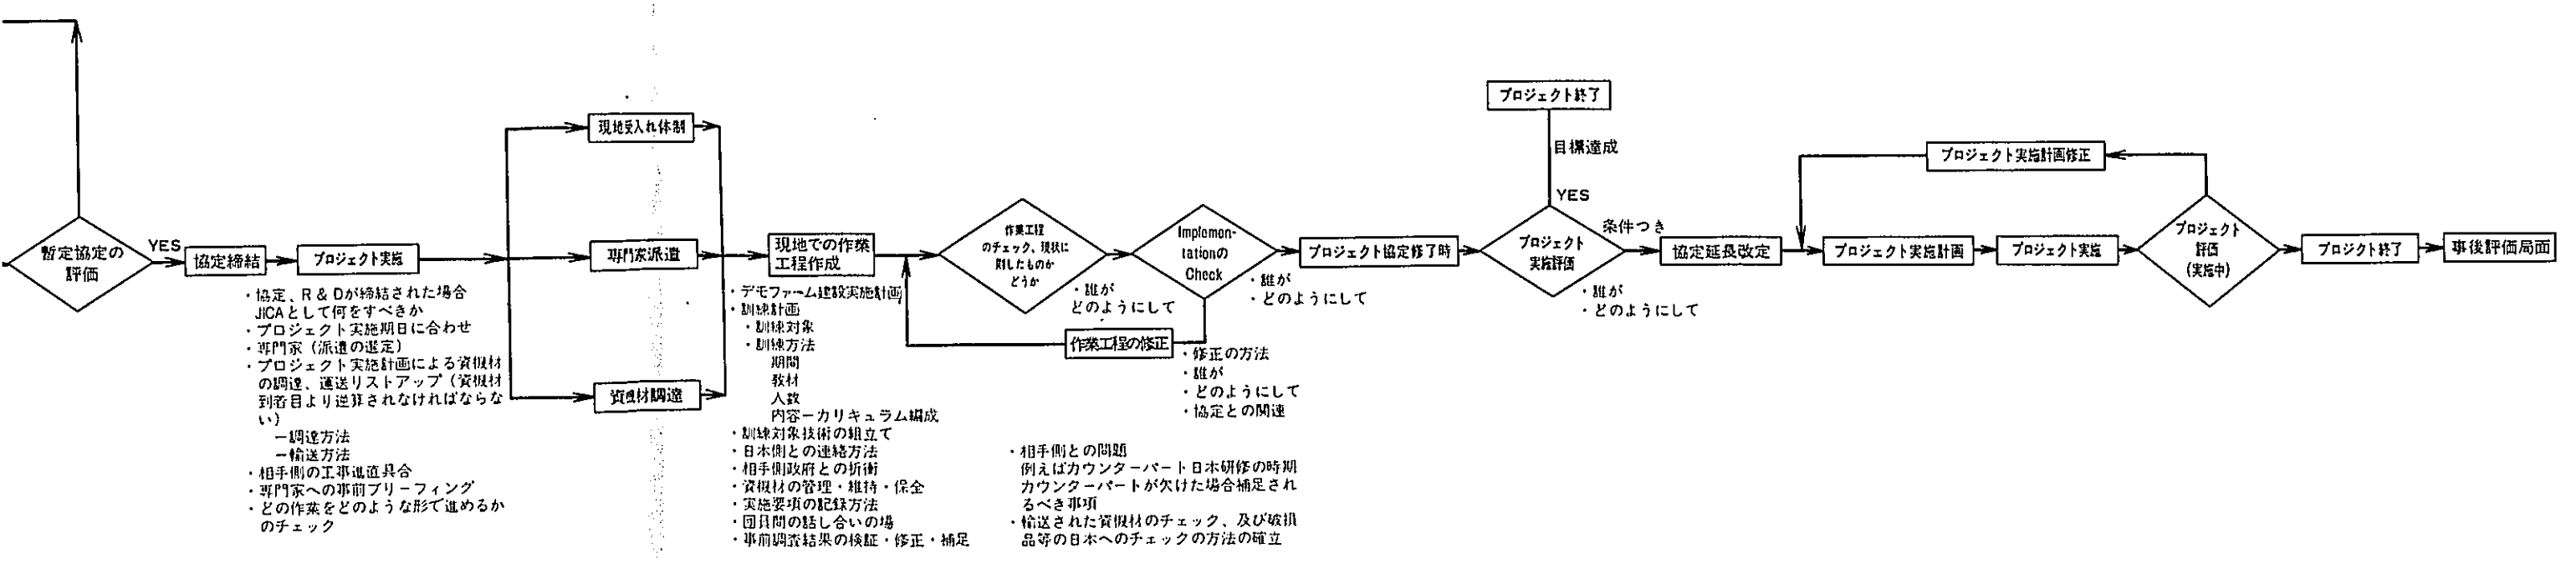 暫定協定の
評価
YES
協定締結
プロジェクト実施
・協定、R & Dが締結された場合
JICAとして何をすべきか
・プロジェクト実施期日に合わせ
・専門家（派遣の選定）
・プロジェクト実施計画による資機材
の調達、運送リストアップ（資機材
到着目より逆算されなければならな
い）
ー調達方法
ー輸送方法
・相手側の工事進直具合
・専門家への事前ブリーフィング
・どの作業をどのような形で進めるか
のチェック
現地受入れ体制
専門家派遣
資機材調達
現地での作業
工程作成
・デモファーム建設実施計画
・訓練計画
・訓練対象
・訓練方法
期間
教材
人数
内容ーカリキュラム編成
・訓練対象技術の組立て
・日本側との連絡方法
・相手側政府との折衝
・資機材の管理・維持・保全
・実施要項の記録方法
・団員間の話し合いの場
・事前調査結果の検証・修正・補足
作業工程
のチェック、現状に
則したものか
どうか
・誰が
どのようにして
Implemon-
tationの
Check
・誰が
・どのようにして
作業工程の修正
・修正の方法
・誰が
・どのようにして
・協定との関連
・相手側との問題
例えばカウンターパート日本研修の時期
カウンターパートが欠けた場合補足され
るべき事項
・輸送された資機材のチェック、及び破損
品等の日本へのチェックの方法の確立
プロジェクト協定修了時
プロジェクト終了
目標達成
YES
プロジェクト
実施評価
条件つき
・誰が
・どのようにして
協定延長改定
プロジェクト実施計画修正
プロジェクト実施計画
プロジェクト実施
プロジェクト
評価
(実施中)
プロジェクト終了
事後評価局面